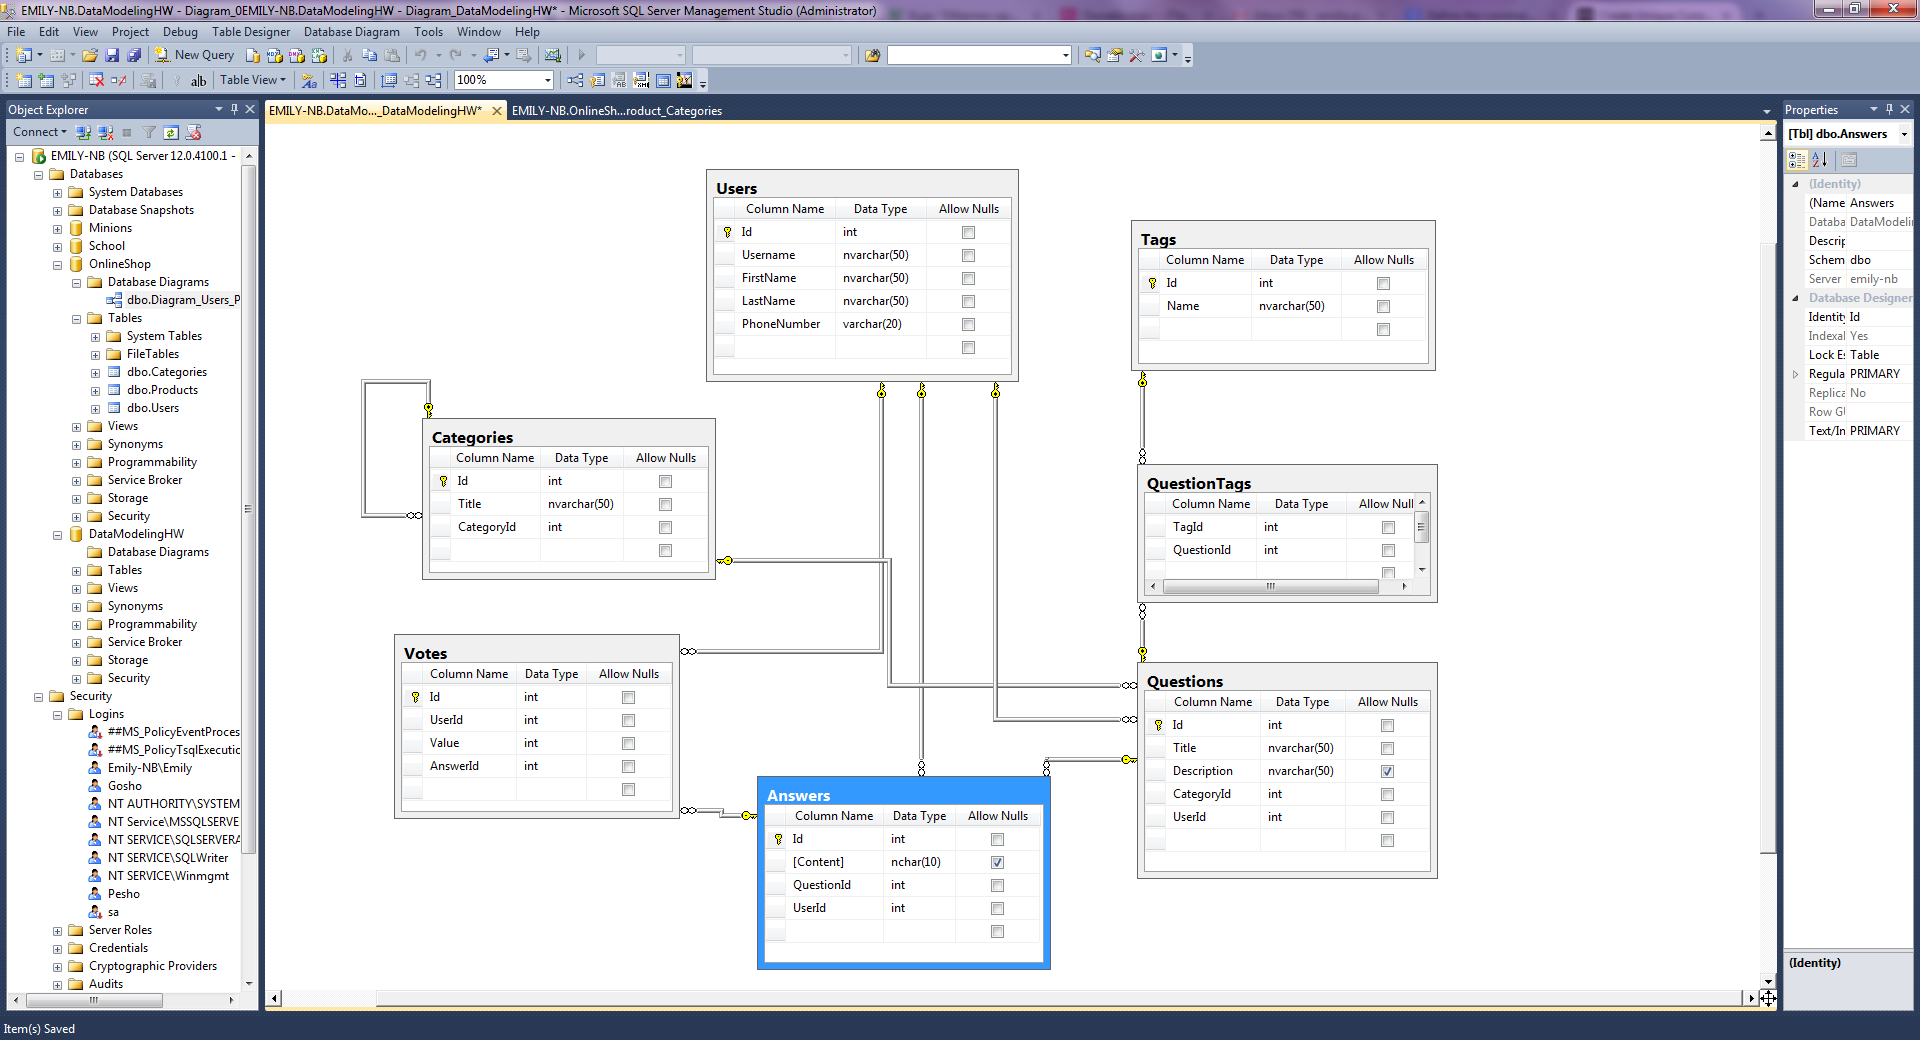 EMILY-NB.DataModelingHW - Diagram_0EMILY-NB.DataModelingHW - Diagram_DataModelingHW* - Microsoft SQL Server Management Studio (Administrator)
File Edit View Project Debug Table Designer Database Diagram Tools Window Help
New Query
Table View
100%
Object Explorer
Connect
EMILY-NB (SQL Server 12.0.4100.1 -
Databases
System Databases
Database Snapshots
Minions
School
OnlineShop
Database Diagrams
dbo.Diagram_Users_P
Tables
System Tables
FileTables
dbo.Categories
dbo.Products
dbo.Users
Views
Synonyms
Programmability
Service Broker
Storage
Security
DataModelingHW
Database Diagrams
Tables
Views
Synonyms
Programmability
Service Broker
Storage
Security
Security
Logins
##MS_PolicyEventProces
##MS_PolicyTsqlExecutic
Emily-NB\Emily
Gosho
NT AUTHORITY\SYSTEM
NT Service\MSSQLSERVE
NT SERVICE\SQLSERVERA
NT SERVICE\SQLWriter
NT SERVICE\Winmgmt
Pesho
sa
Server Roles
Credentials
Cryptographic Providers
Audits
Item(s) Saved
EMILY-NB.DataMo..._DataModelingHW*
EMILY-NB.OnlineSh...roduct_Categories
Users
Column Name Data Type Allow Nulls
Id int
Username nvarchar(50)
FirstName nvarchar(50)
LastName nvarchar(50)
PhoneNumber varchar(20)
Tags
Column Name Data Type Allow Nulls
Id int
Name nvarchar(50)
Categories
Column Name Data Type Allow Nulls
Id int
Title nvarchar(50)
CategoryId int
QuestionTags
Column Name Data Type Allow Null
TagId int
QuestionId int
Votes
Column Name Data Type Allow Nulls
Id int
UserId int
Value int
AnswerId int
Questions
Column Name Data Type Allow Nulls
Id int
Title nvarchar(50)
Description nvarchar(50)
CategoryId int
UserId int
Answers
Column Name Data Type Allow Nulls
Id int
[Content] nchar(10)
QuestionId int
UserId int
Properties
[Tbl] dbo.Answers
(Identity)
(Name Answers
Databa DataModelin
Descrip
Schem dbo
Server emily-nb
Database Designer
Identity Id
Indexal Yes
Lock Es Table
Regula PRIMARY
Replica No
Row GU
Text/In PRIMARY
(Identity)